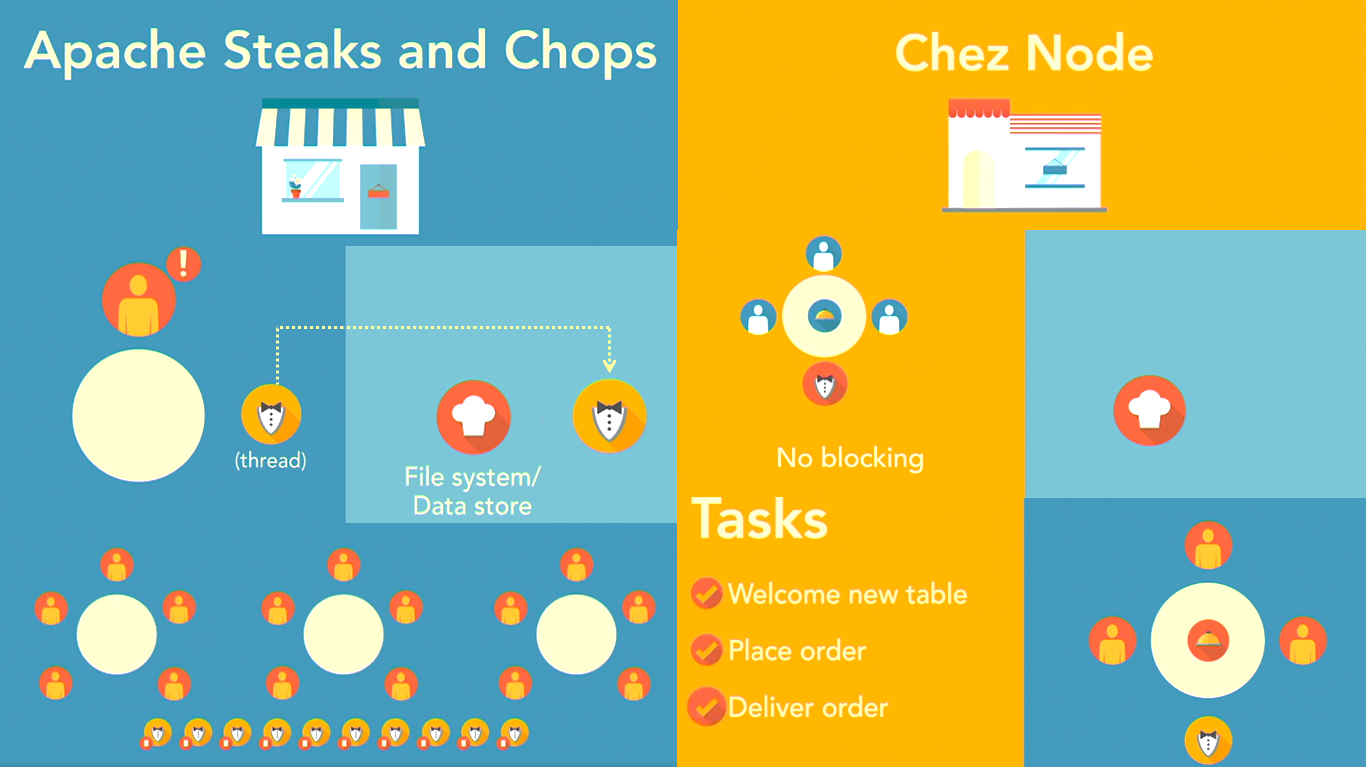 Apache Steaks and Chops
!
(thread)
File system/
Data store
Chez Node
No blocking
Tasks
Welcome new table
Place order
Deliver order